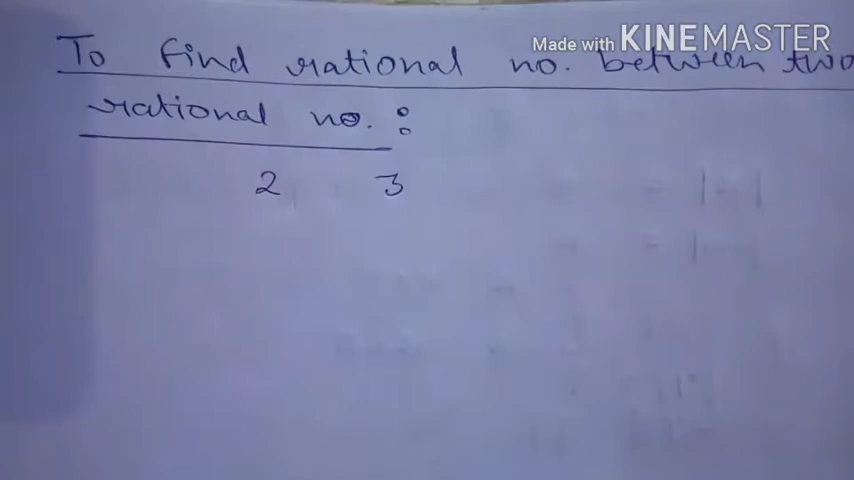 Made with KINEMASTER
To find rational no. between two
rational no. :
2 3